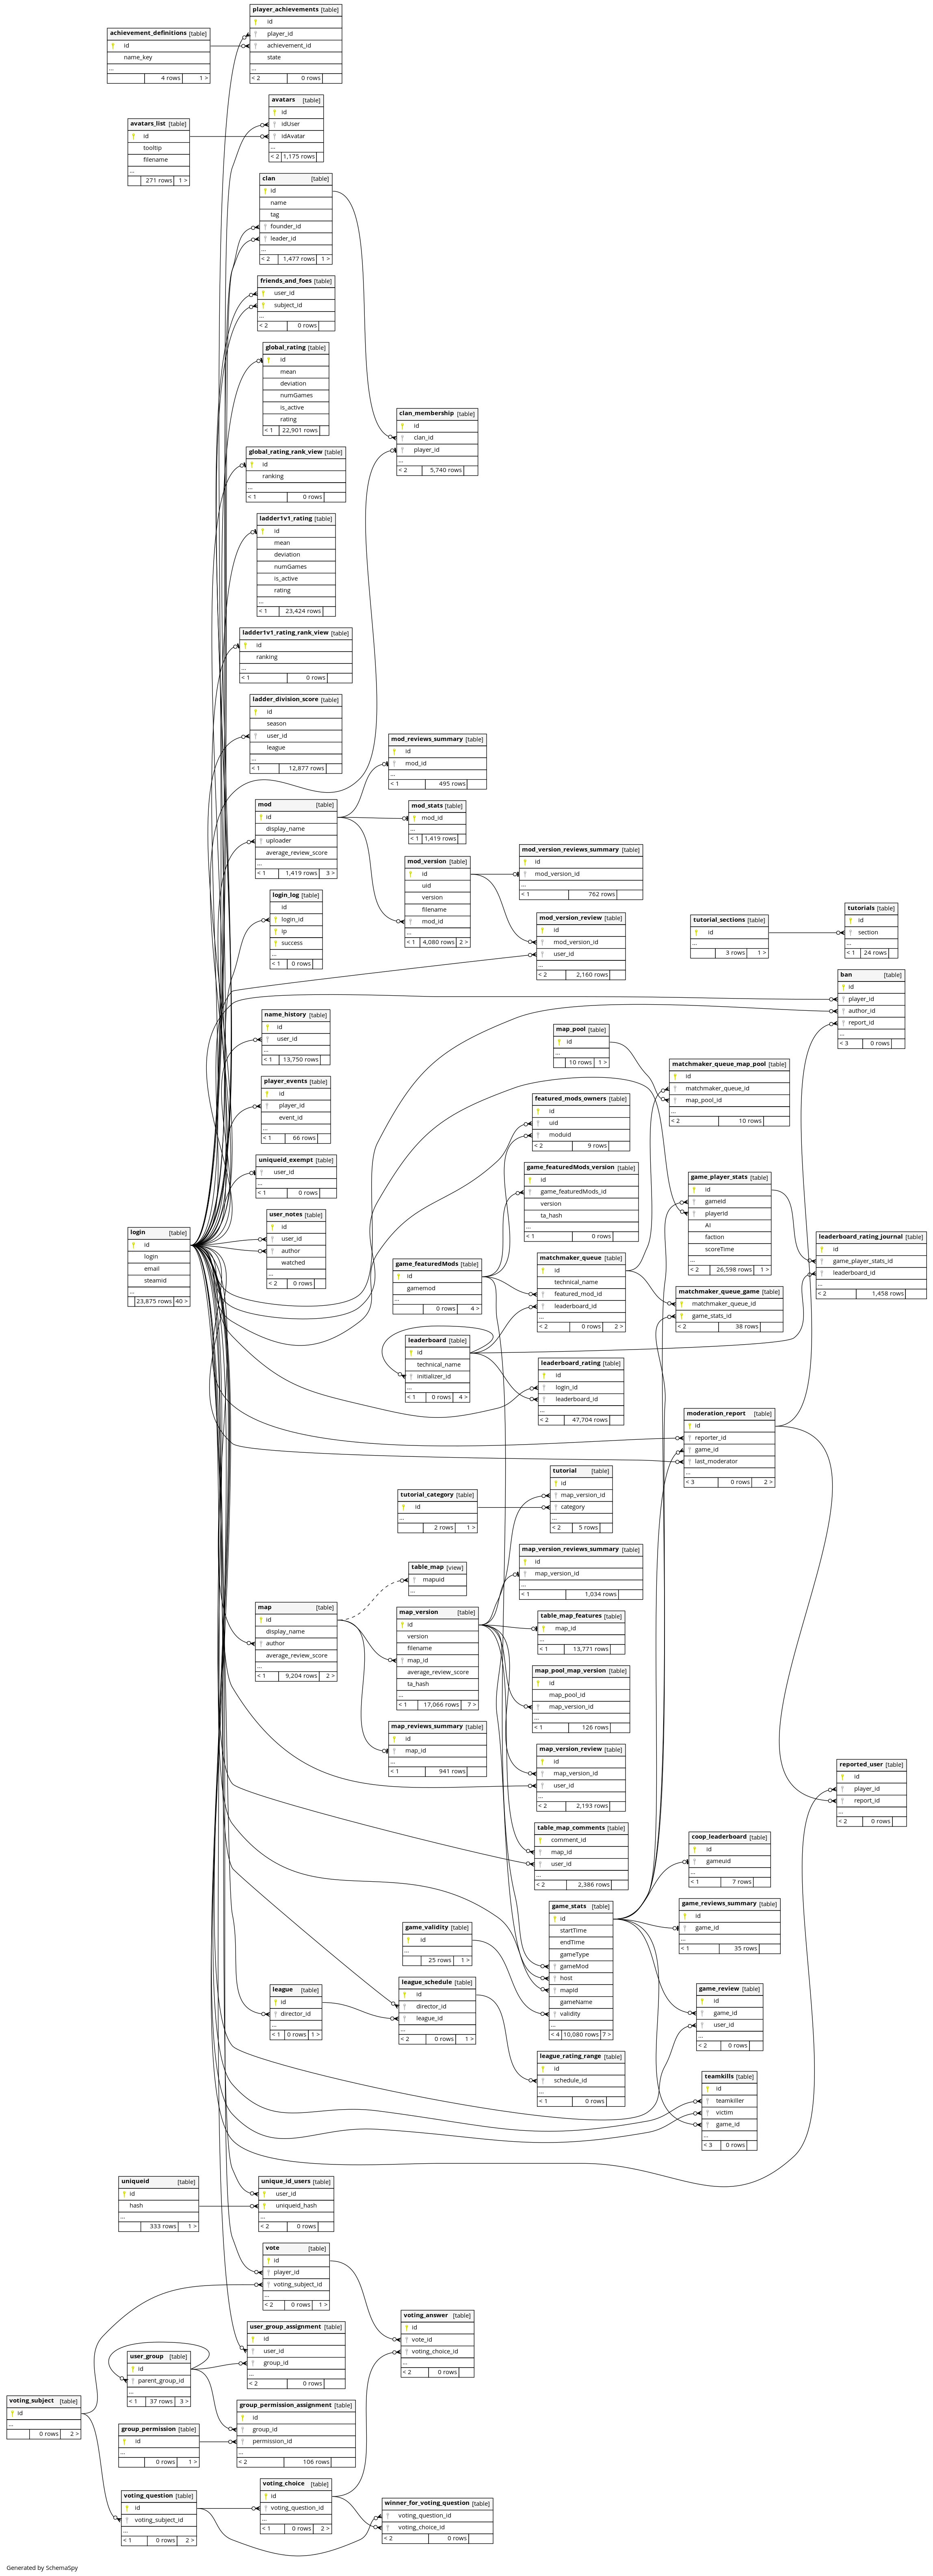 player_achievements [table]
id
player_id
achievement_id
state
...
< 2 0 rows
achievement_definitions [table]
id
name_key
...
4 rows 1 >
avatars [table]
id
idUser
idAvatar
...
< 2 1,175 rows
avatars_list [table]
id
tooltip
filename
...
271 rows 1 >
clan [table]
id
name
tag
founder_id
leader_id
...
< 2 1,477 rows 1 >
friends_and_foes [table]
user_id
subject_id
...
< 2 0 rows
global_rating [table]
id
mean
deviation
numGames
is_active
rating
< 1 22,901 rows
clan_membership [table]
id
clan_id
player_id
...
< 2 5,740 rows
global_rating_rank_view [table]
id
ranking
...
< 1 0 rows
ladder1v1_rating [table]
id
mean
deviation
numGames
is_active
rating
...
< 1 23,424 rows
ladder1v1_rating_rank_view [table]
id
ranking
...
< 1 0 rows
ladder_division_score [table]
id
season
user_id
league
...
< 1 12,877 rows
mod_reviews_summary [table]
id
mod_id
...
< 1 495 rows
mod [table]
id
display_name
uploader
average_review_score
...
< 1 1,419 rows 3 >
mod_stats [table]
mod_id
...
< 1 1,419 rows
mod_version [table]
id
uid
version
filename
mod_id
...
< 1 4,080 rows 2 >
mod_version_reviews_summary [table]
id
mod_version_id
...
< 1 762 rows
login_log [table]
id
login_id
ip
success
...
< 1 0 rows
mod_version_review [table]
id
mod_version_id
user_id
...
< 2 2,160 rows
tutorial_sections [table]
id
...
3 rows 1 >
tutorials [table]
id
section
...
< 1 24 rows
ban [table]
id
player_id
author_id
report_id
...
< 3 0 rows
name_history [table]
id
user_id
...
< 1 13,750 rows
map_pool [table]
id
...
10 rows 1 >
matchmaker_queue_map_pool [table]
id
matchmaker_queue_id
map_pool_id
...
< 2 10 rows
player_events [table]
id
player_id
event_id
...
< 1 66 rows
featured_mods_owners [table]
id
uid
moduid
...
< 2 9 rows
uniqueid_exempt [table]
user_id
...
< 1 0 rows
game_featuredMods_version [table]
id
game_featuredMods_id
version
ta_hash
...
< 1 0 rows
game_player_stats [table]
id
gameId
playerId
AI
faction
scoreTime
...
< 2 26,598 rows 1 >
user_notes [table]
id
user_id
author
watched
...
< 2 0 rows
login [table]
id
login
email
steamid
...
23,875 rows 40 >
leaderboard_rating_journal [table]
id
game_player_stats_id
leaderboard_id
...
< 2 1,458 rows
game_featuredMods [table]
id
gamemod
...
0 rows 4 >
matchmaker_queue [table]
id
technical_name
featured_mod_id
leaderboard_id
...
< 2 0 rows 2 >
matchmaker_queue_game [table]
matchmaker_queue_id
game_stats_id
...
< 2 38 rows
leaderboard [table]
id
technical_name
initializer_id
...
< 1 0 rows 4 >
leaderboard_rating [table]
id
login_id
leaderboard_id
...
< 2 47,704 rows
moderation_report [table]
id
reporter_id
game_id
last_moderator
...
< 3 0 rows 2 >
tutorial [table]
id
map_version_id
category
...
< 2 5 rows
tutorial_category [table]
id
...
2 rows 1 >
map_version_reviews_summary [table]
id
map_version_id
...
< 1 1,034 rows
table_map [view]
mapuid
...
map [table]
id
display_name
author
average_review_score
...
< 1 9,204 rows 2 >
map_version [table]
id
version
filename
map_id
average_review_score
ta_hash
...
< 1 17,066 rows 7 >
table_map_features [table]
map_id
...
< 1 13,771 rows
map_pool_map_version [table]
id
map_pool_id
map_version_id
...
< 1 126 rows
map_reviews_summary [table]
id
map_id
...
< 1 941 rows
map_version_review [table]
id
map_version_id
user_id
...
< 2 2,193 rows
reported_user [table]
id
player_id
report_id
...
< 2 0 rows
table_map_comments [table]
comment_id
map_id
user_id
...
< 2 2,386 rows
coop_leaderboard [table]
id
gameuid
...
< 1 7 rows
game_stats [table]
id
startTime
endTime
gameType
gameMod
host
mapId
gameName
validity
...
< 4 10,080 rows 7 >
game_reviews_summary [table]
id
game_id
...
< 1 35 rows
game_validity [table]
id
...
25 rows 1 >
league [table]
id
director_id
...
< 1 0 rows 1 >
league_schedule [table]
id
director_id
league_id
...
< 2 0 rows 1 >
game_review [table]
id
game_id
user_id
...
< 2 0 rows
league_rating_range [table]
id
schedule_id
...
< 1 0 rows
teamkills [table]
id
teamkiller
victim
game_id
...
< 3 0 rows
uniqueid [table]
id
hash
...
333 rows 1 >
unique_id_users [table]
user_id
uniqueid_hash
...
< 2 0 rows
vote [table]
id
player_id
voting_subject_id
...
< 2 0 rows 1 >
voting_answer [table]
id
vote_id
voting_choice_id
...
< 2 0 rows
user_group_assignment [table]
id
user_id
group_id
...
< 2 0 rows
user_group [table]
id
parent_group_id
...
< 1 37 rows 3 >
voting_subject [table]
id
...
0 rows 2 >
group_permission_assignment [table]
id
group_id
permission_id
...
< 2 106 rows
group_permission [table]
id
...
0 rows 1 >
voting_choice [table]
id
voting_question_id
...
< 1 0 rows 2 >
voting_question [table]
id
voting_subject_id
...
< 1 0 rows 2 >
winner_for_voting_question [table]
voting_question_id
voting_choice_id
< 2 0 rows
Generated by SchemaSpy